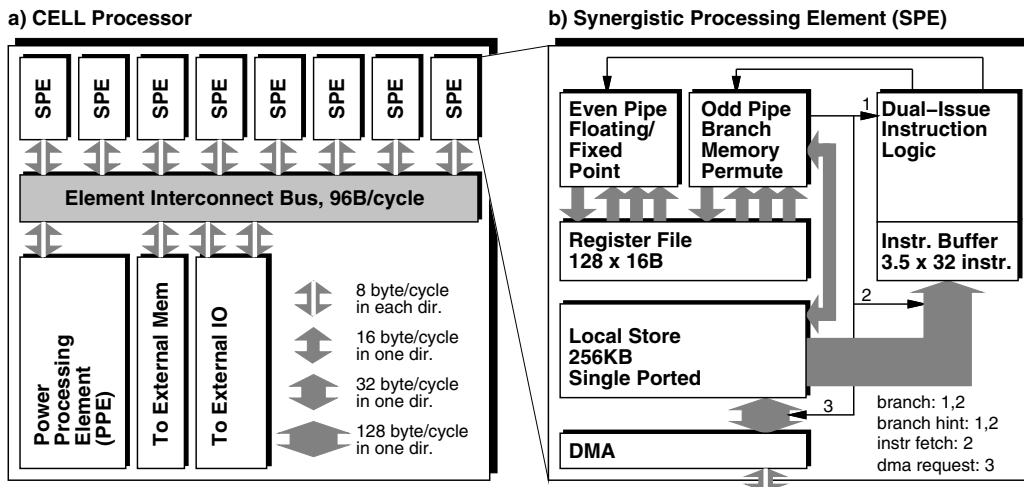 a) CELL Processor
SPE
SPE
SPE
SPE
SPE
SPE
SPE
SPE
Element Interconnect Bus, 96B/cycle
Power
Processing
Element
(PPE)
To External Mem
To External IO
8 byte/cycle
in each dir.
16 byte/cycle
in one dir.
32 byte/cycle
in one dir.
128 byte/cycle
in one dir.
b) Synergistic Processing Element (SPE)
Even Pipe
Floating/
Fixed
Point
Odd Pipe
Branch
Memory
Permute
1
Dual–Issue
Instruction
Logic
Register File
128 x 16B
Instr. Buffer
3.5 x 32 instr.
2
Local Store
256KB
Single Ported
3
DMA
branch: 1,2
branch hint: 1,2
instr fetch: 2
dma request: 3